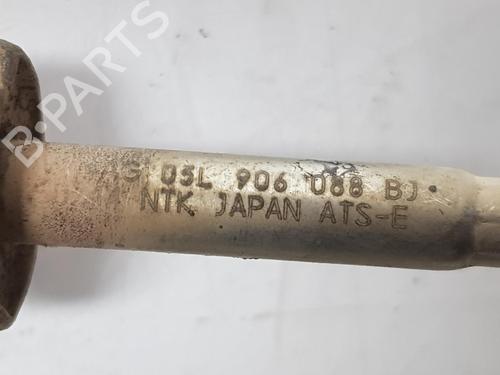 G 03L 906 088 BJ
NTK JAPAN ATS-E
B-PARTS